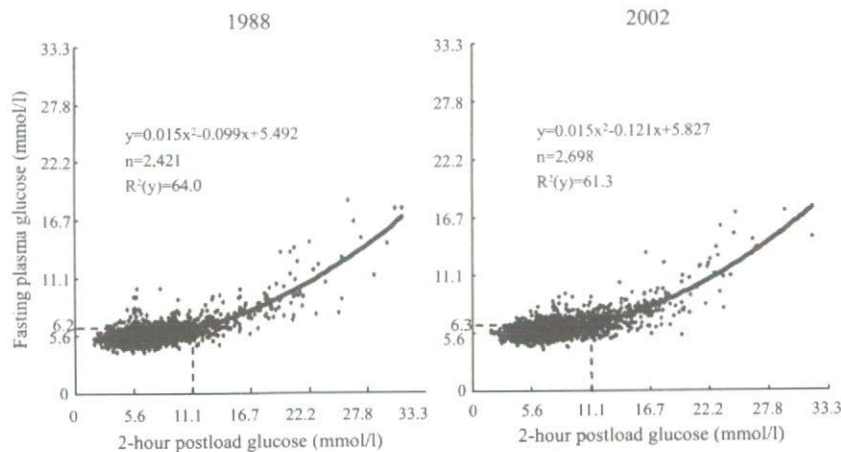 1988
33.3
27.8
y=0.015x²-0.099x+5.492
n=2,421
R²(y)=64.0
16.7
11.1
6.2
5.6
0
Fasting plasma glucose (mmol/l)
0 5.6 11.1 16.7 22.2 27.8 33.3
2-hour postload glucose (mmol/l)
2002
33.3
27.8
y=0.015x²-0.121x+5.827
n=2,698
R²(y)=61.3
16.7
11.1
6.3
5.6
0
0 5.6 11.1 16.7 22.2 27.8 33.3
2-hour postload glucose (mmol/l)